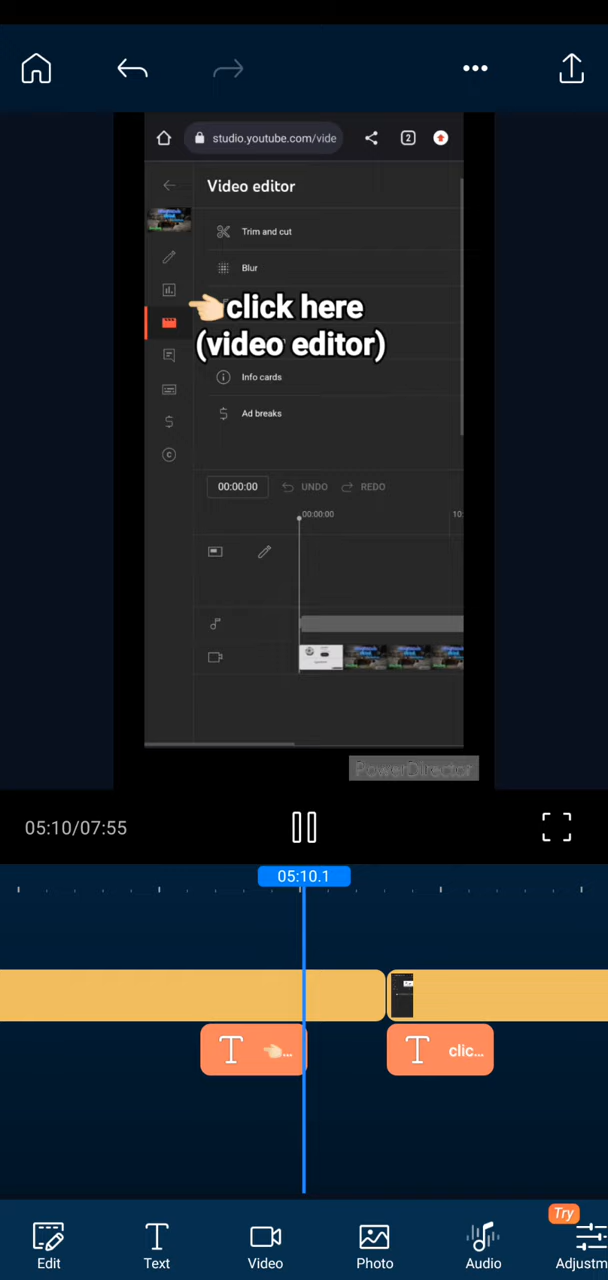 studio.youtube.com/vide
2
Video editor
Trim and cut
Blur
👈🏻click here
(video editor)
Info cards
Ad breaks
00:00:00 UNDO REDO
00:00:00 10:
PowerDirector
05:10/07:55
05:10.1
T 👈🏻... T clic...
Try
Edit Text Video Photo Audio Adjustm